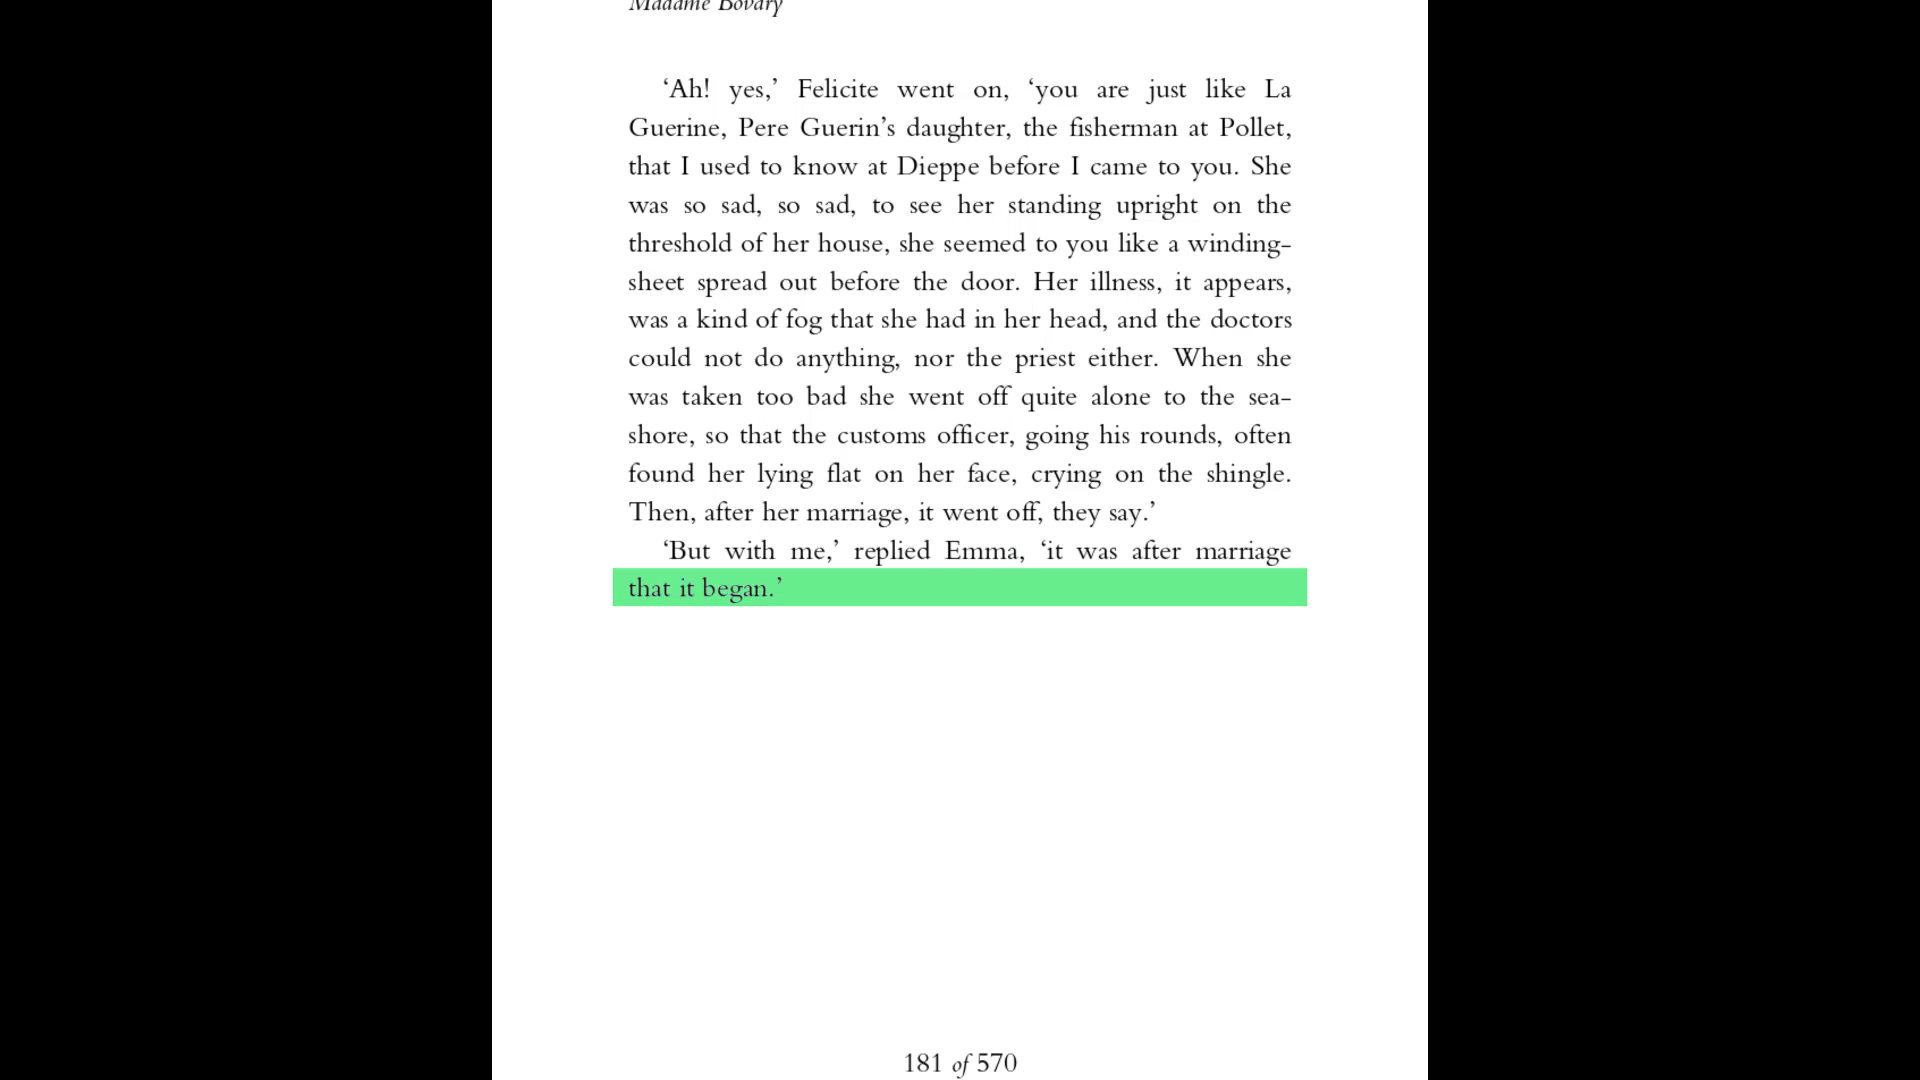 Madame Bovary
‘Ah! yes,’ Felicite went on, ‘you are just like La
Guerine, Pere Guerin’s daughter, the fisherman at Pollet,
that I used to know at Dieppe before I came to you. She
was so sad, so sad, to see her standing upright on the
threshold of her house, she seemed to you like a winding-
sheet spread out before the door. Her illness, it appears,
was a kind of fog that she had in her head, and the doctors
could not do anything, nor the priest either. When she
was taken too bad she went off quite alone to the sea-
shore, so that the customs officer, going his rounds, often
found her lying flat on her face, crying on the shingle.
Then, after her marriage, it went off, they say.’
‘But with me,’ replied Emma, ‘it was after marriage
that it began.’
181 of 570